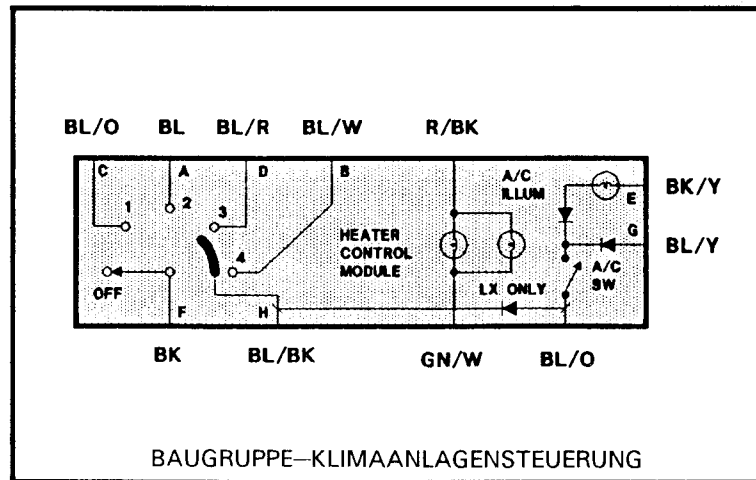 BL/O BL BL/R BL/W R/BK
C A D B
A/C
ILLUM
BK/Y
E
1 2 3
HEATER
CONTROL
MODULE
G
BL/Y
4
A/C
SW
OFF
LX ONLY
F H
BK BL/BK GN/W BL/O
BAUGRUPPE—KLIMAANLAGENSTEUERUNG